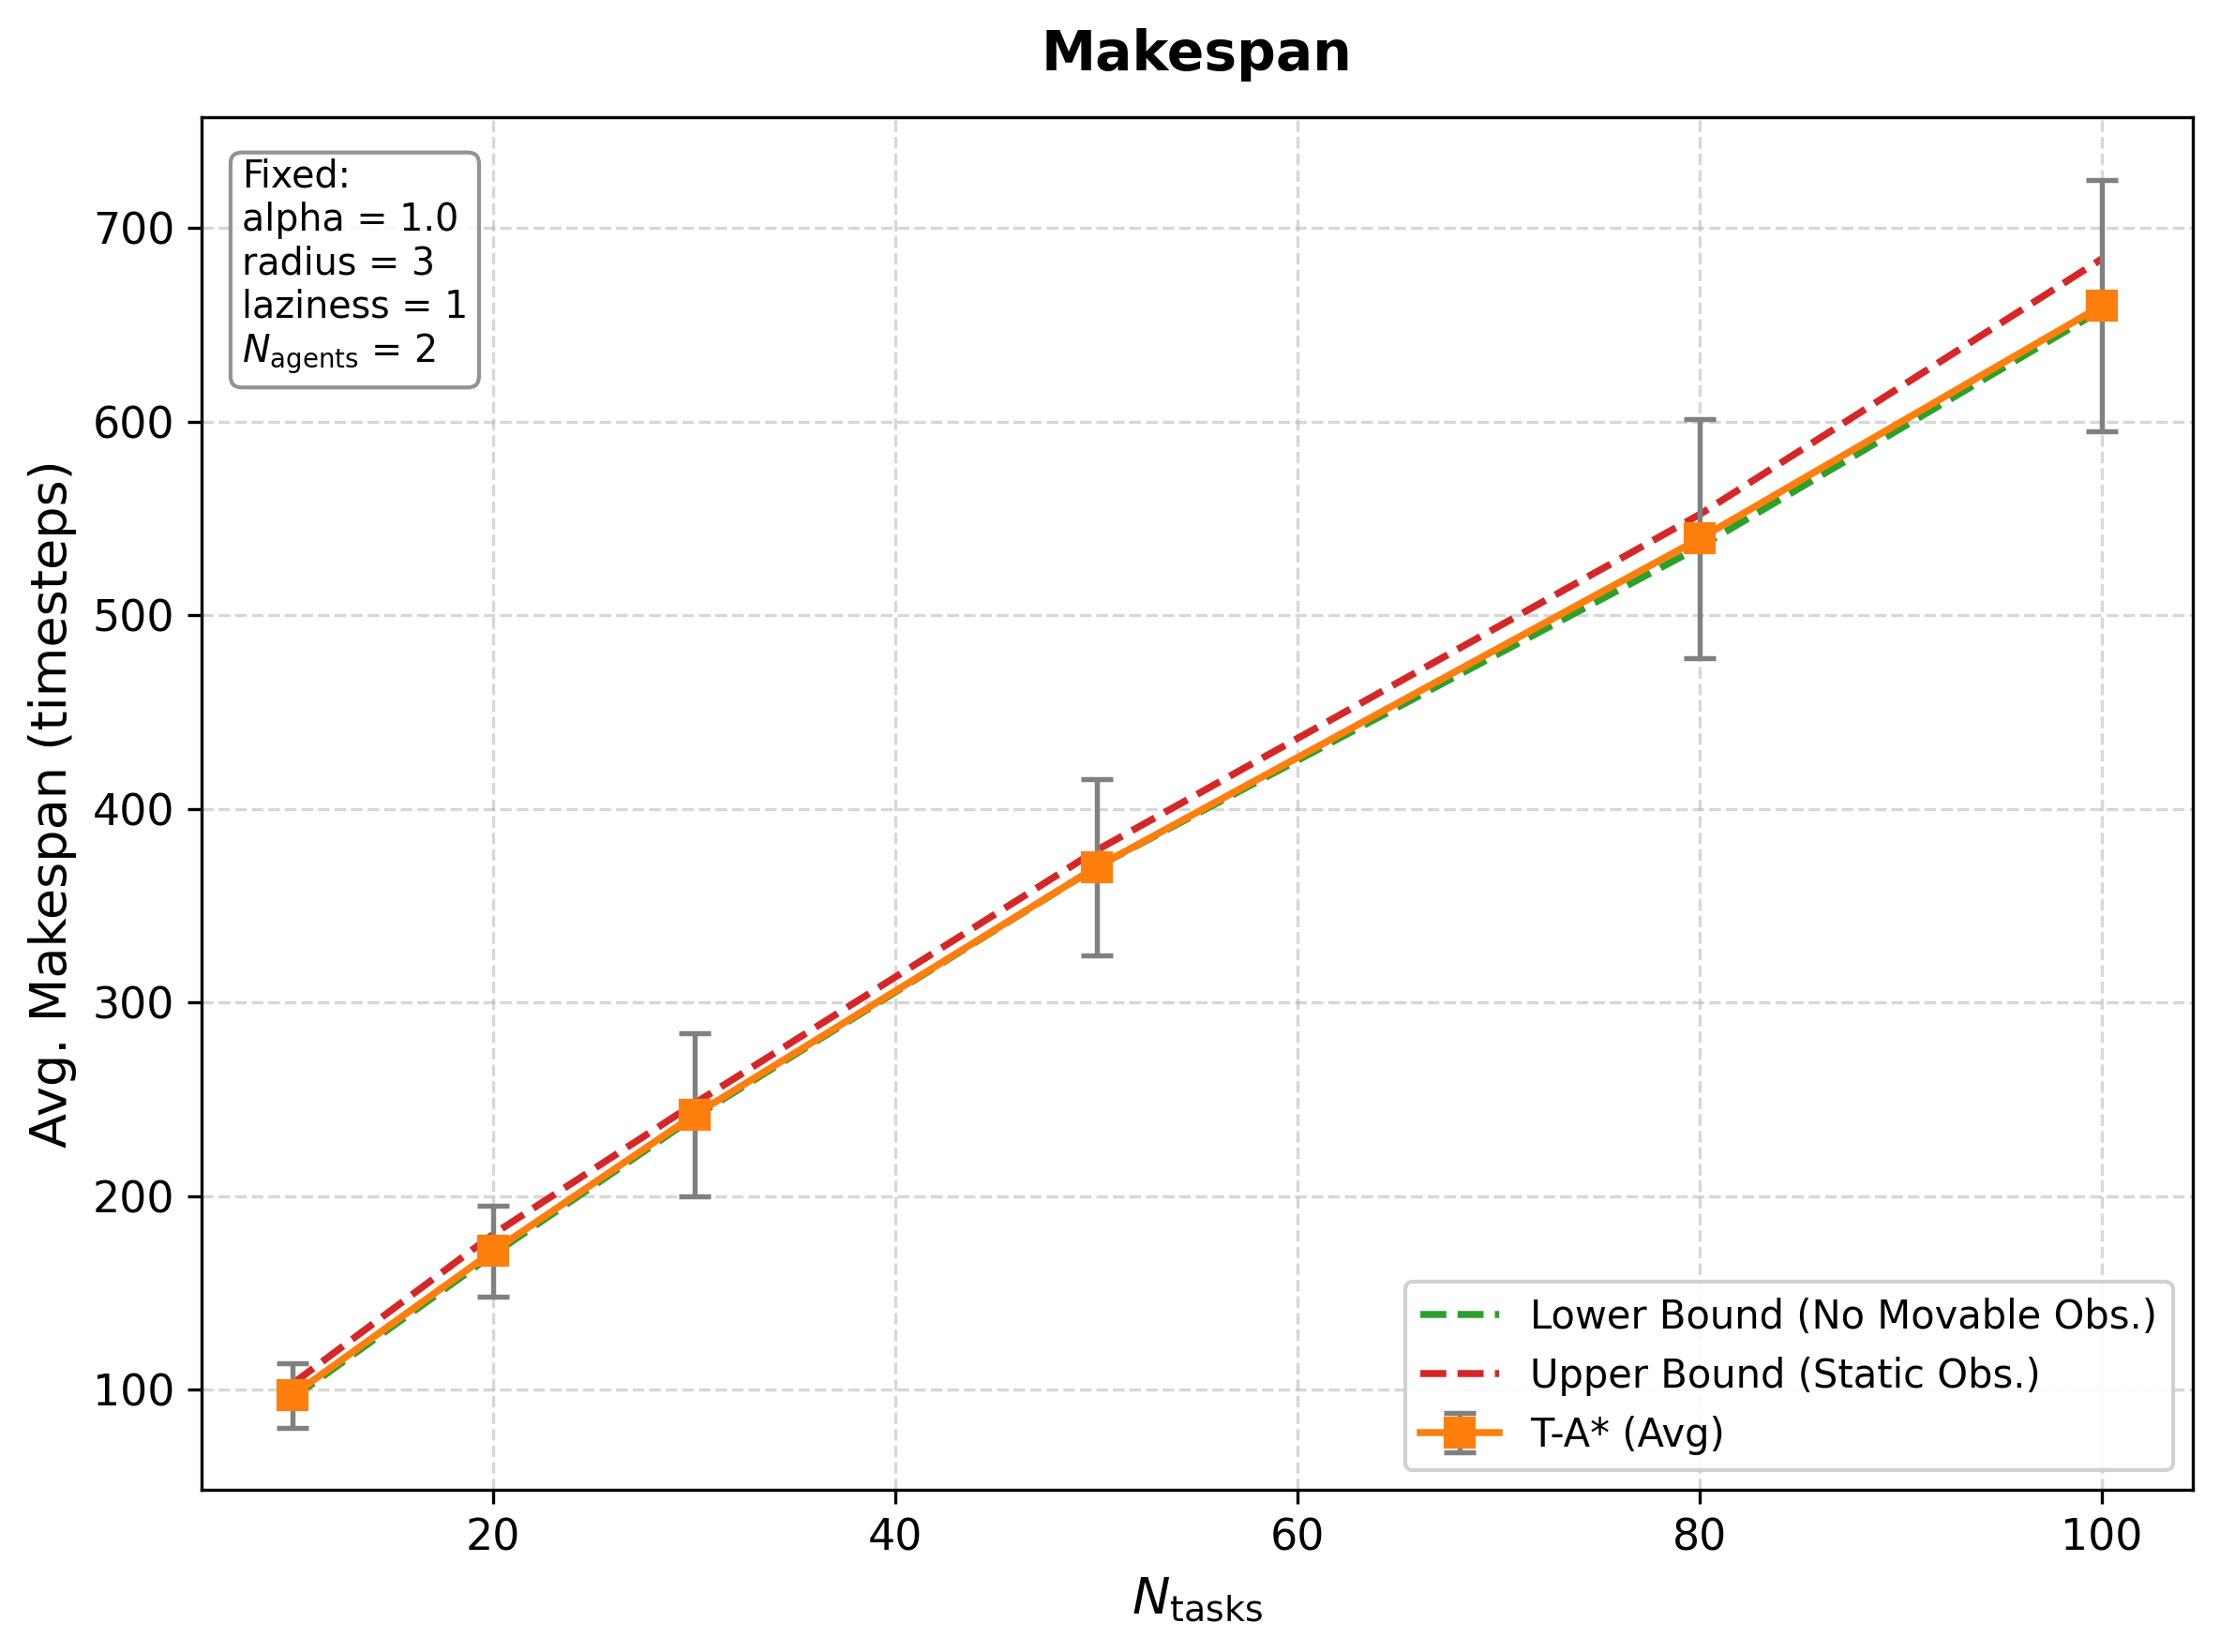 Makespan
Fixed:
alpha = 1.0
radius = 3
laziness = 1
N_agents = 2
Avg. Makespan (timesteps)
700
600
500
400
300
200
100
20 40 60 80 100
N_tasks
Lower Bound (No Movable Obs.)
Upper Bound (Static Obs.)
T-A* (Avg)